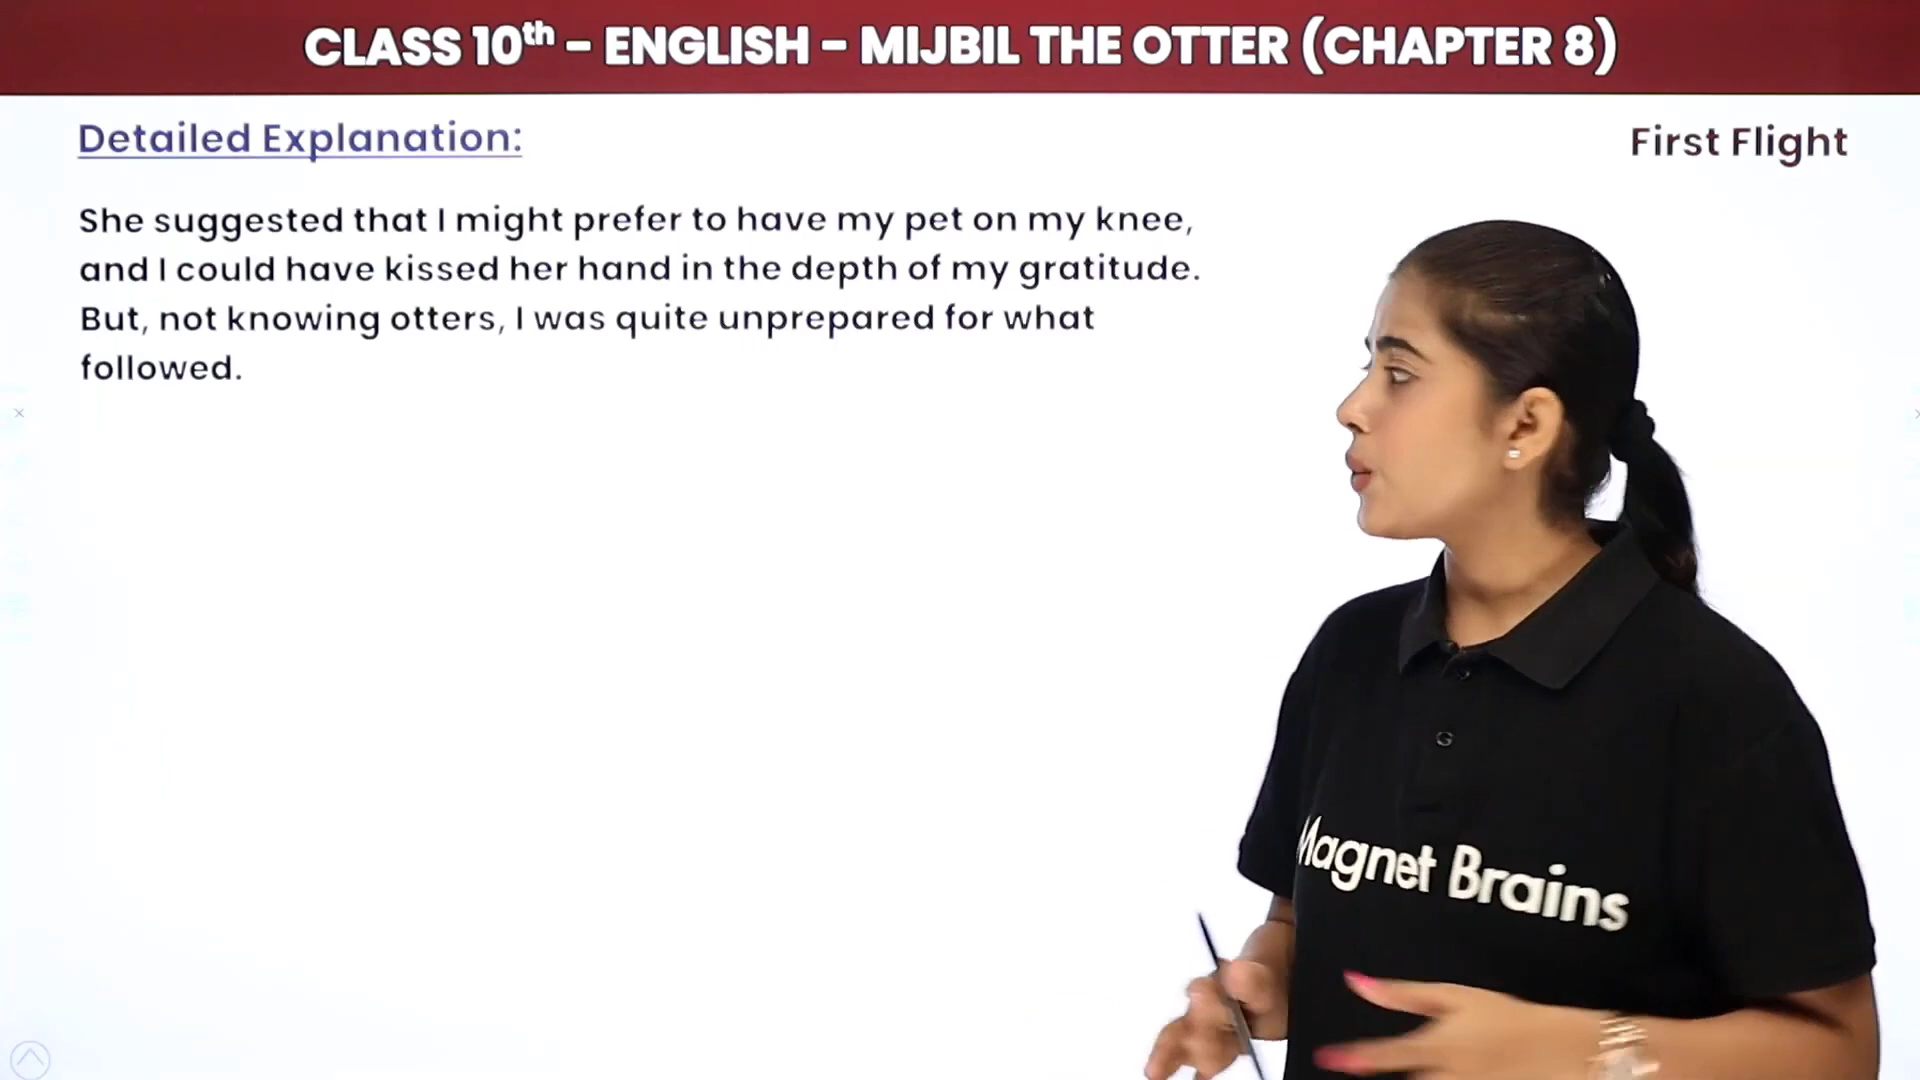 CLASS 10th – ENGLISH – MIJBIL THE OTTER (CHAPTER 8)
Detailed Explanation:
First Flight
She suggested that I might prefer to have my pet on my knee,
and I could have kissed her hand in the depth of my gratitude.
But, not knowing otters, I was quite unprepared for what
followed.
Magnet Brains